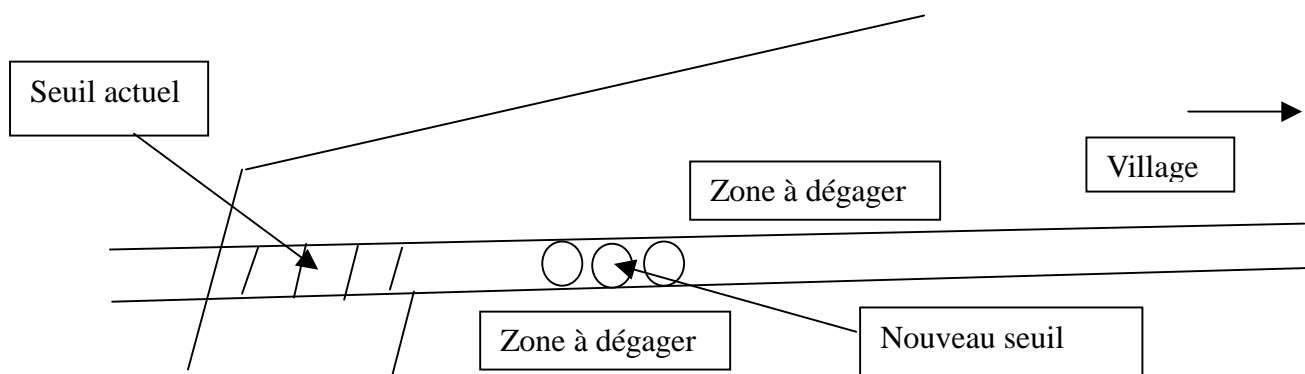 Seuil actuel
Village
Zone à dégager
Zone à dégager
Nouveau seuil